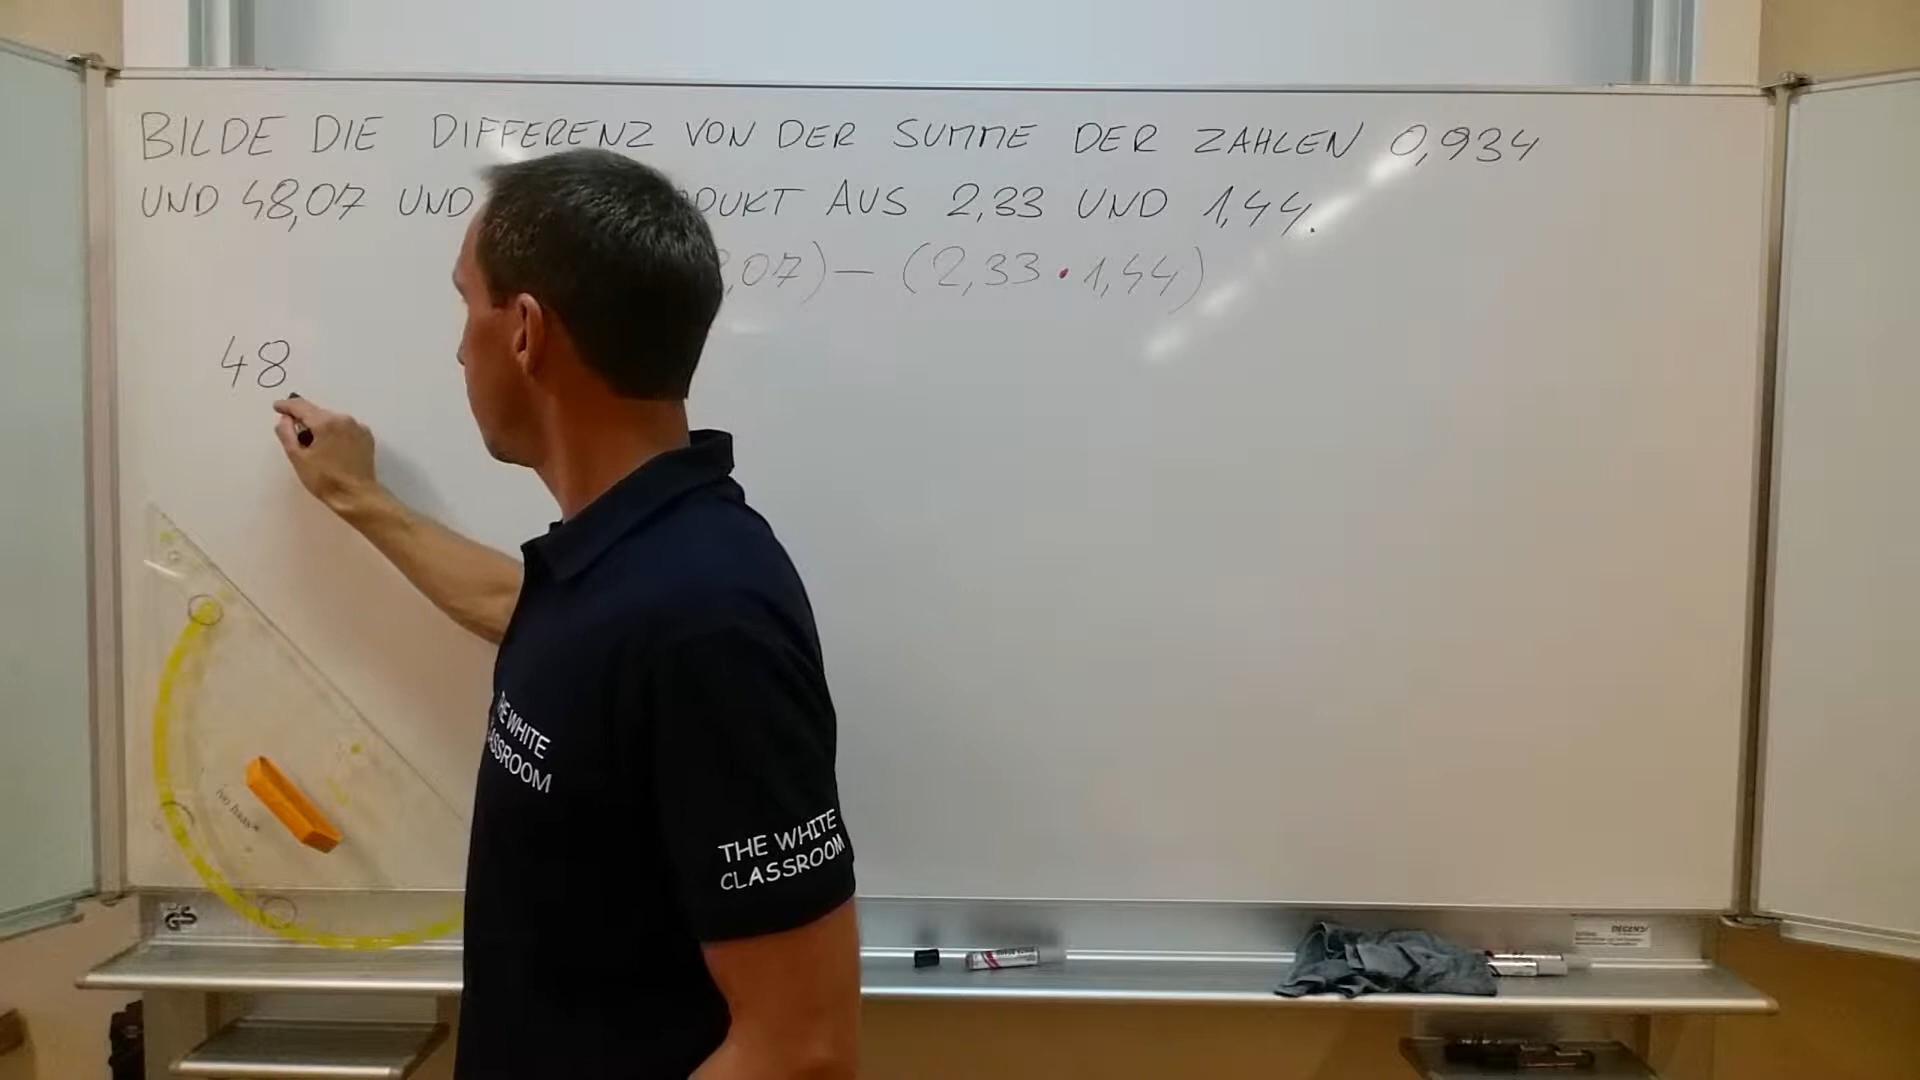 BILDE DIE DIFFERENZ VON DER SUMME DER ZAHLEN 0,934
UND 48,07 UND DUKT AUS 2,33 UND 1,44.
,07) – (2,33 · 1,44)
48
THE WHITE
CLASSROOM
THE WHITE
CLASSROOM
GS